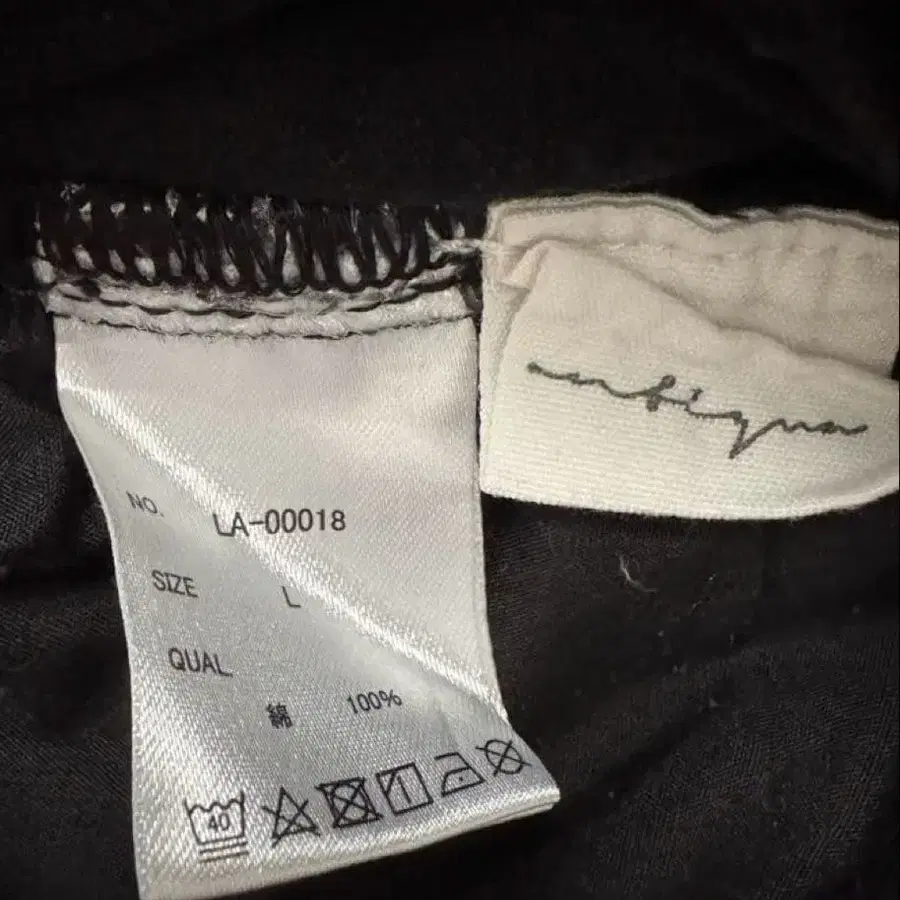 NO. LA-00018
SIZE L
QUAL
綿 100%
40